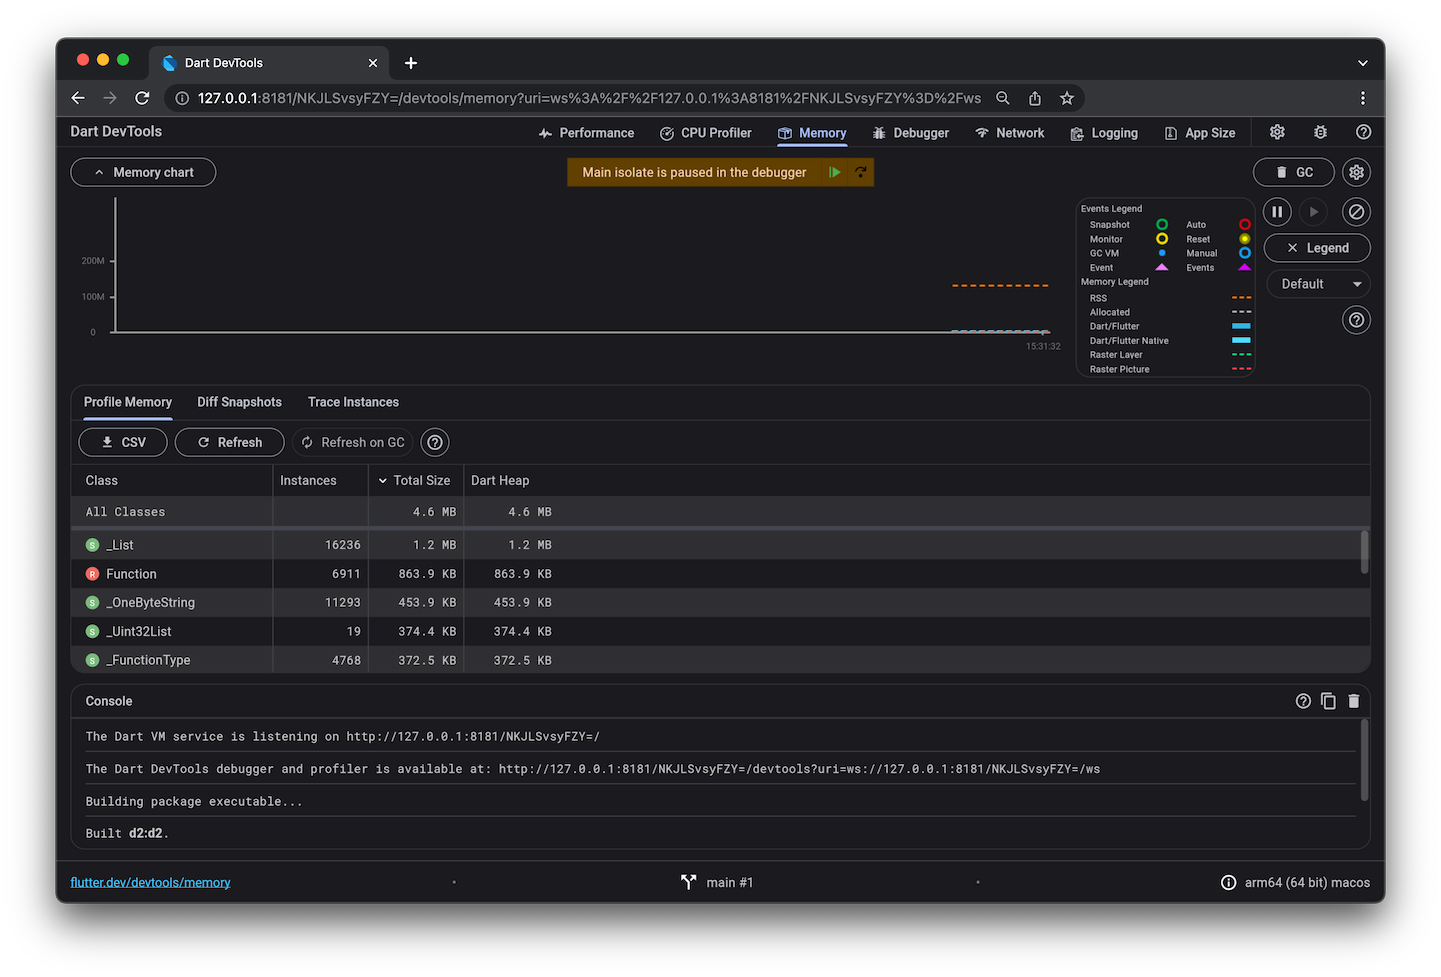 Dart DevTools
127.0.0.1:8181/NKJLSvsyFZY=/devtools/memory?uri=ws%3A%2F%2F127.0.0.1%3A8181%2FNKJLSvsyFZY%3D%2Fws
Dart DevTools Performance CPU Profiler Memory Debugger Network Logging App Size
Memory chart Main isolate is paused in the debugger GC
200M
100M
0
15:31:32
Events Legend
Snapshot Auto
Monitor Reset
GC VM Manual
Event Events
Memory Legend
RSS
Allocated
Dart/Flutter
Dart/Flutter Native
Raster Layer
Raster Picture
Legend
Default
Profile Memory Diff Snapshots Trace Instances
CSV Refresh Refresh on GC
Class Instances Total Size Dart Heap
All Classes 4.6 MB 4.6 MB
S _List 16236 1.2 MB 1.2 MB
R Function 6911 863.9 KB 863.9 KB
S _OneByteString 11293 453.9 KB 453.9 KB
S _Uint32List 19 374.4 KB 374.4 KB
S _FunctionType 4768 372.5 KB 372.5 KB
Console
The Dart VM service is listening on http://127.0.0.1:8181/NKJLSvsyFZY=/
The Dart DevTools debugger and profiler is available at: http://127.0.0.1:8181/NKJLSvsyFZY=/devtools?uri=ws://127.0.0.1:8181/NKJLSvsyFZY=/ws
Building package executable...
Built d2:d2.
flutter.dev/devtools/memory • main #1 • arm64 (64 bit) macos